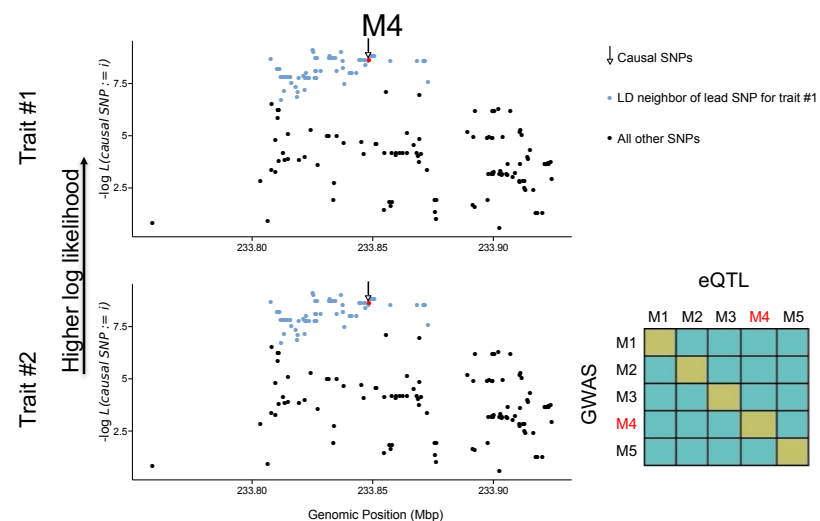 M4
Trait #1
-log L(causal SNP := i)
7.5
5
2.5
233.80
233.85
233.90
Causal SNPs
LD neighbor of lead SNP for trait #1
All other SNPs
Higher log likelihood
Trait #2
-log L(causal SNP := i)
7.5
5
2.5
233.80
233.85
233.90
Genomic Position (Mbp)
eQTL
M1 M2 M3 M4 M5
GWAS
M1
M2
M3
M4
M5